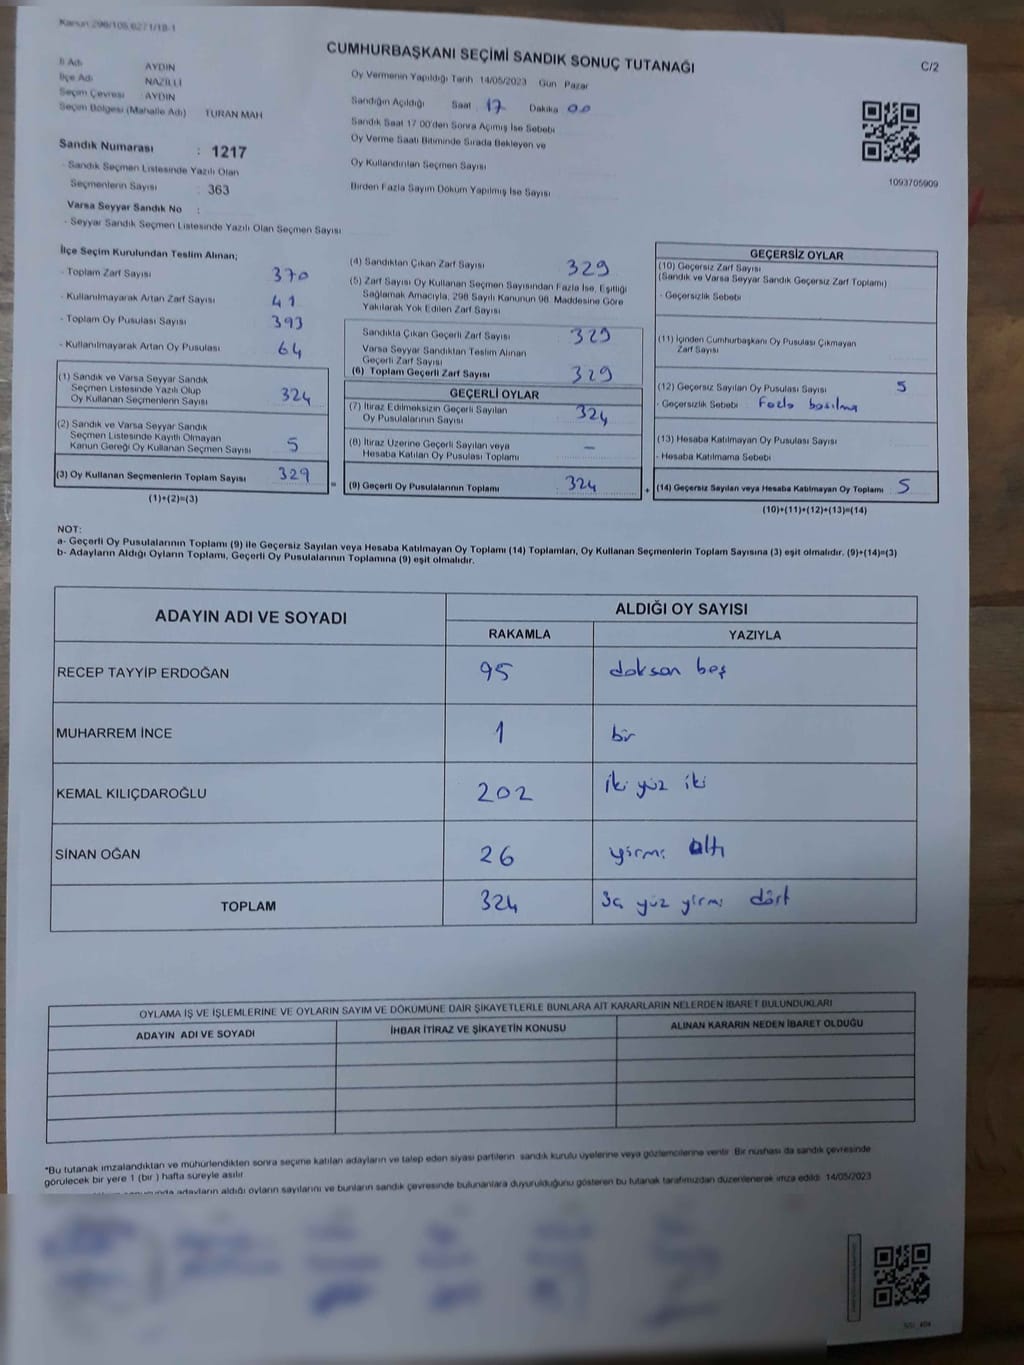 Kanun 298/105,6271/18-1
CUMHURBAŞKANI SEÇİMİ SANDIK SONUÇ TUTANAĞI
C/2
İl Adı AYDIN
İlçe Adı NAZİLLİ
Seçim Çevresi AYDIN
Seçim Bölgesi (Mahalle Adı) TURAN MAH
Sandık Numarası : 1217
- Sandık Seçmen Listesinde Yazılı Olan
Seçmenlerin Sayısı : 363
Varsa Seyyar Sandık No :
- Seyyar Sandık Seçmen Listesinde Yazılı Olan Seçmen Sayısı
Oy Vermenin Yapıldığı Tarih 14/05/2023 Gün Pazar
Sandığın Açıldığı Saat 17 Dakika 00
Sandık Saat 17 00'den Sonra Açımış İse Sebebi
Oy Verme Saati Bitiminde Sırada Bekleyen ve
Oy Kullandırılan Seçmen Sayısı
Birden Fazla Sayım Döküm Yapılmış İse Sayısı
1093705909
İlçe Seçim Kurulundan Teslim Alınan;
- Toplam Zarf Sayısı 370
- Kullanılmayarak Artan Zarf Sayısı 41
- Toplam Oy Pusulası Sayısı 393
- Kullanılmayarak Artan Oy Pusulası 64
(1) Sandık ve Varsa Seyyar Sandık
Seçmen Listesinde Yazılı Olup
Oy Kullanan Seçmenlerin Sayısı 324
(2) Sandık ve Varsa Seyyar Sandık
Seçmen Listesinde Kayıtlı Olmayan
Kanun Gereği Oy Kullanan Seçmen Sayısı 5
(3) Oy Kullanan Seçmenlerin Toplam Sayısı 329
(1)+(2)=(3)
(4) Sandıktan Çıkan Zarf Sayısı 329
(5) Zarf Sayısı Oy Kullanan Seçmen Sayısından Fazla İse, Eşitliği
Sağlamak Amacıyla, 298 Sayılı Kanunun 98. Maddesine Göre
Yakılarak Yok Edilen Zarf Sayısı
Sandıkta Çıkan Geçerli Zarf Sayısı 329
Varsa Seyyar Sandıktan Teslim Alınan
Geçerli Zarf Sayısı
(6) Toplam Geçerli Zarf Sayısı 329
GEÇERLİ OYLAR
(7) İtiraz Edilmeksizin Geçerli Sayılan
Oy Pusulalarının Sayısı 324
(8) İtiraz Üzerine Geçerli Sayılan veya
Hesaba Katılan Oy Pusulası Toplamı –
=
(9) Geçerli Oy Pusulalarının Toplamı 324
+
GEÇERSİZ OYLAR
(10) Geçersiz Zarf Sayısı
(Sandık ve Varsa Seyyar Sandık Geçersiz Zarf Toplamı)
- Geçersizlik Sebebi
(11) İçinden Cumhurbaşkanı Oy Pusulası Çıkmayan
Zarf Sayısı
(12) Geçersiz Sayılan Oy Pusulası Sayısı 5
- Geçersizlik Sebebi Fazla basılma
(13) Hesaba Katılmayan Oy Pusulası Sayısı
- Hesaba Katılmama Sebebi
(14) Geçersiz Sayılan veya Hesaba Katılmayan Oy Toplamı 5
(10)+(11)+(12)+(13)=(14)
NOT:
a- Geçerli Oy Pusulalarının Toplamı (9) ile Geçersiz Sayılan veya Hesaba Katılmayan Oy Toplamı (14) Toplamları, Oy Kullanan Seçmenlerin Toplam Sayısına (3) eşit olmalıdır. (9)+(14)=(3)
b- Adayların Aldığı Oyların Toplamı, Geçerli Oy Pusulalarının Toplamına (9) eşit olmalıdır.
ADAYIN ADI VE SOYADI ALDIĞI OY SAYISI
RAKAMLA YAZIYLA
RECEP TAYYİP ERDOĞAN 95 doksan beş
MUHARREM İNCE 1 bir
KEMAL KILIÇDAROĞLU 202 iki yüz iki
SİNAN OĞAN 26 yirmi altı
TOPLAM 324 üç yüz yirmi dört
OYLAMA İŞ VE İŞLEMLERİNE VE OYLARIN SAYIM VE DÖKÜMÜNE DAİR ŞİKAYETLERLE BUNLARA AİT KARARLARIN NELERDEN İBARET BULUNDUKLARI
ADAYIN ADI VE SOYADI İHBAR İTİRAZ VE ŞİKAYETİN KONUSU ALINAN KARARIN NEDEN İBARET OLDUĞU
*Bu tutanak imzalandıktan ve mühürlendikten sonra seçime katılan adayların ve talep eden siyasi partilerin sandık kurulu üyelerine veya gözlemcilerine verilir. Bir nüshası da sandık çevresinde
görülecek bir yere 1 (bir ) hafta süreyle asılır.
adayların aldığı oyların sayılarını ve bunların sandık çevresinde bulunanlara duyurulduğunu gösteren bu tutanak tarafımızdan düzenlenerek imza edildi. 14/05/2023